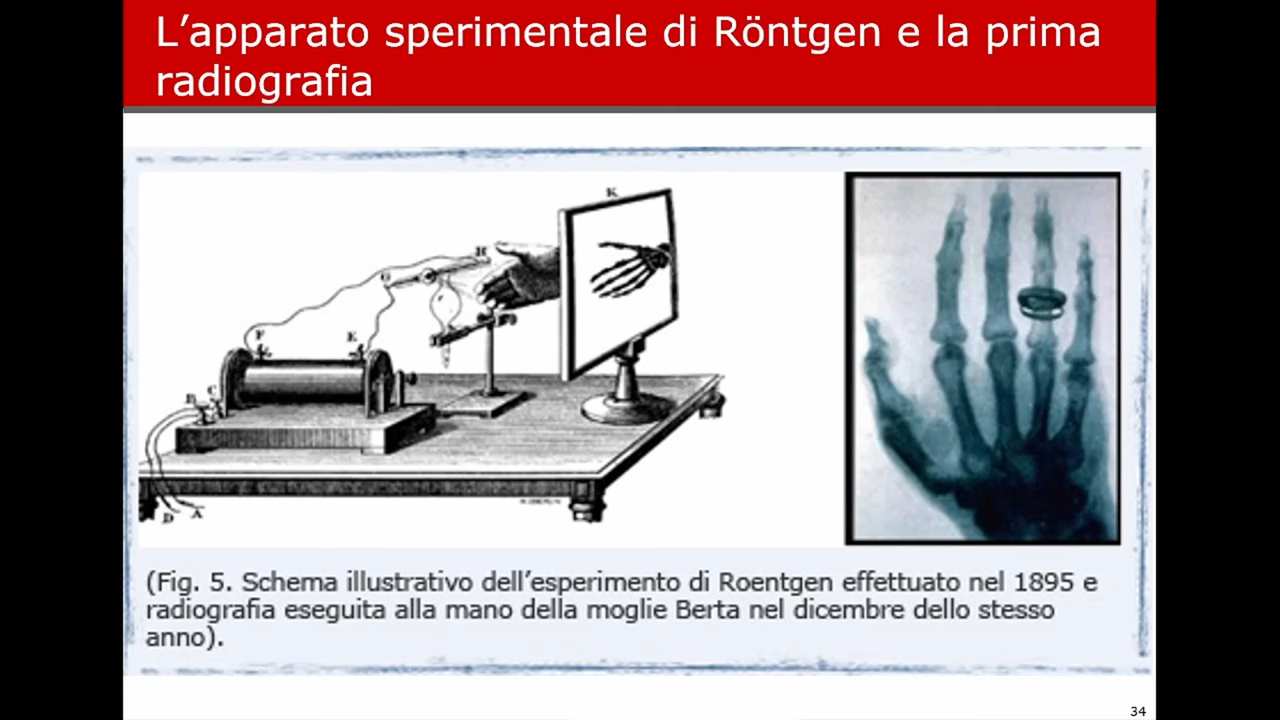 L’apparato sperimentale di Röntgen e la prima
radiografia
K
H
G
F
E
C
B
D
A
(Fig. 5. Schema illustrativo dell’esperimento di Roentgen effettuato nel 1895 e
radiografia eseguita alla mano della moglie Berta nel dicembre dello stesso
anno).
34